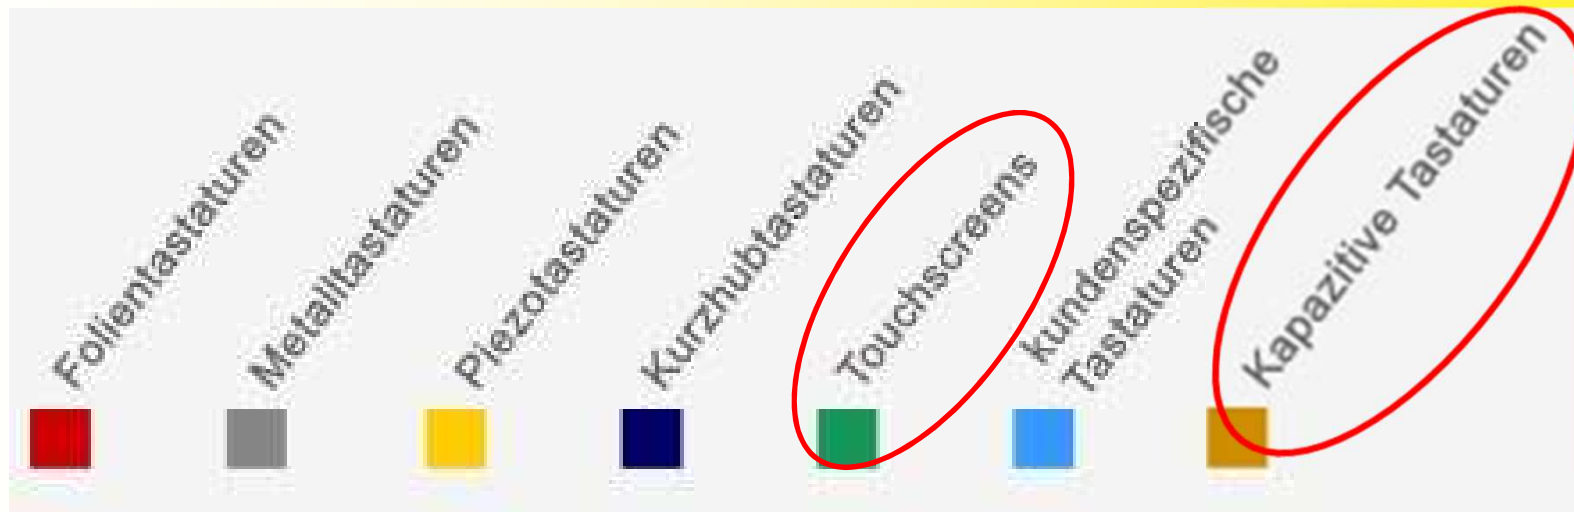 Folientastaturen
Metalltastaturen
Piezotastaturen
Kurzhubtastaturen
Touchscreens
kundenspezifische
Tastaturen
Kapazitive Tastaturen